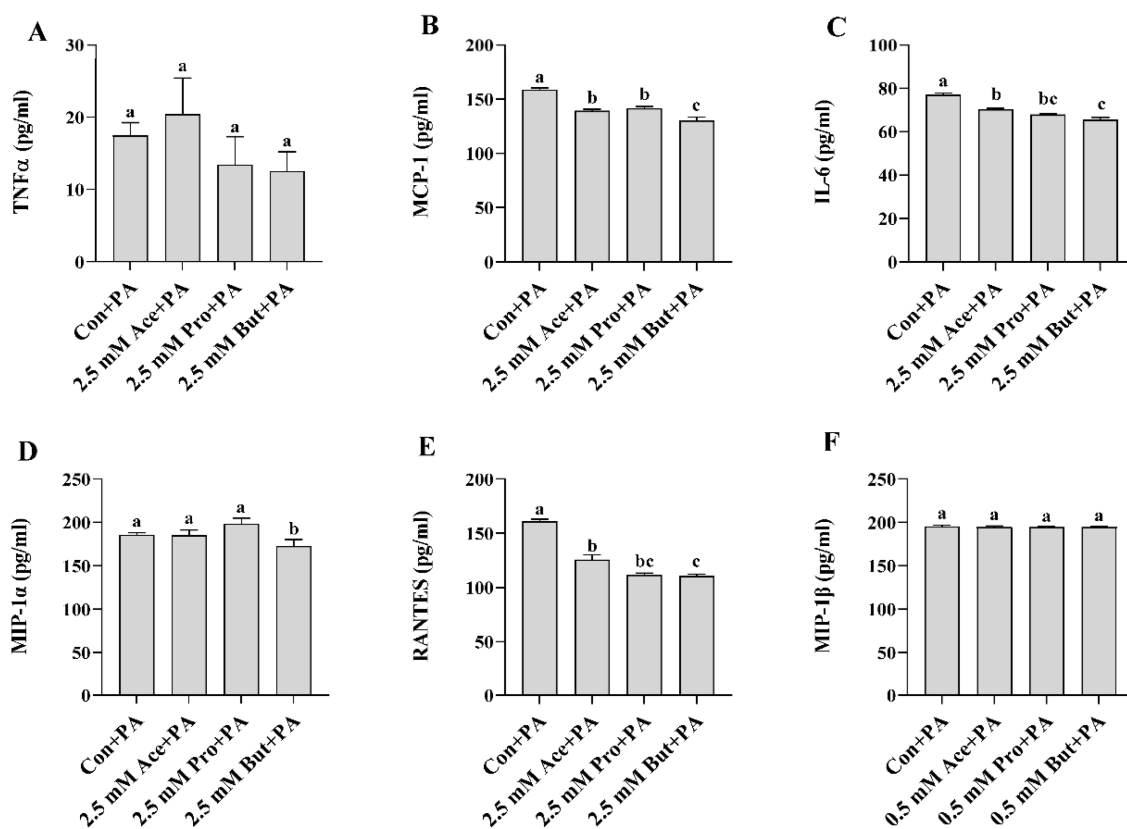 A
TNFα (pg/ml)
30
20
10
0
a
a
a
a
Con+PA
2.5 mM Ace+PA
2.5 mM Pro+PA
2.5 mM But+PA
B
MCP-1 (pg/ml)
200
150
100
50
0
a
b
b
c
Con+PA
2.5 mM Ace+PA
2.5 mM Pro+PA
2.5 mM But+PA
C
IL-6 (pg/ml)
100
80
60
40
20
0
a
b
bc
c
Con+PA
2.5 mM Ace+PA
2.5 mM Pro+PA
2.5 mM But+PA
D
MIP-1α (pg/ml)
250
200
150
100
50
0
a
a
a
b
Con+PA
2.5 mM Ace+PA
2.5 mM Pro+PA
2.5 mM But+PA
E
RANTES (pg/ml)
200
150
100
50
0
a
b
bc
c
Con+PA
2.5 mM Ace+PA
2.5 mM Pro+PA
2.5 mM But+PA
F
MIP-1β (pg/ml)
250
200
150
100
50
0
a
a
a
a
Con+PA
0.5 mM Ace+PA
0.5 mM Pro+PA
0.5 mM But+PA